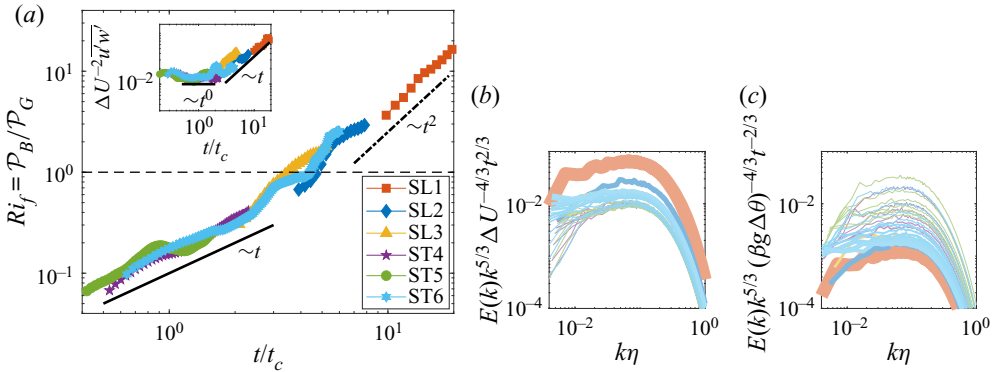 (a)
Ri_f = 𝒫_B/𝒫_G
10^1
10^0
10^-1
10^0
10^1
t/t_c
~t
~t^2
SL1
SL2
SL3
ST4
ST5
ST6
ΔU^-2 \overline{u′w′}
10^-2
~t^0
~t
10^0
10^1
t/t_c
(b)
E(k)k^5/3 ΔU^-4/3 t^2/3
10^-2
10^-4
10^-2
10^0
kη
(c)
E(k)k^5/3 (βgΔθ)^-4/3 t^-2/3
10^-2
10^-4
10^-2
10^0
kη